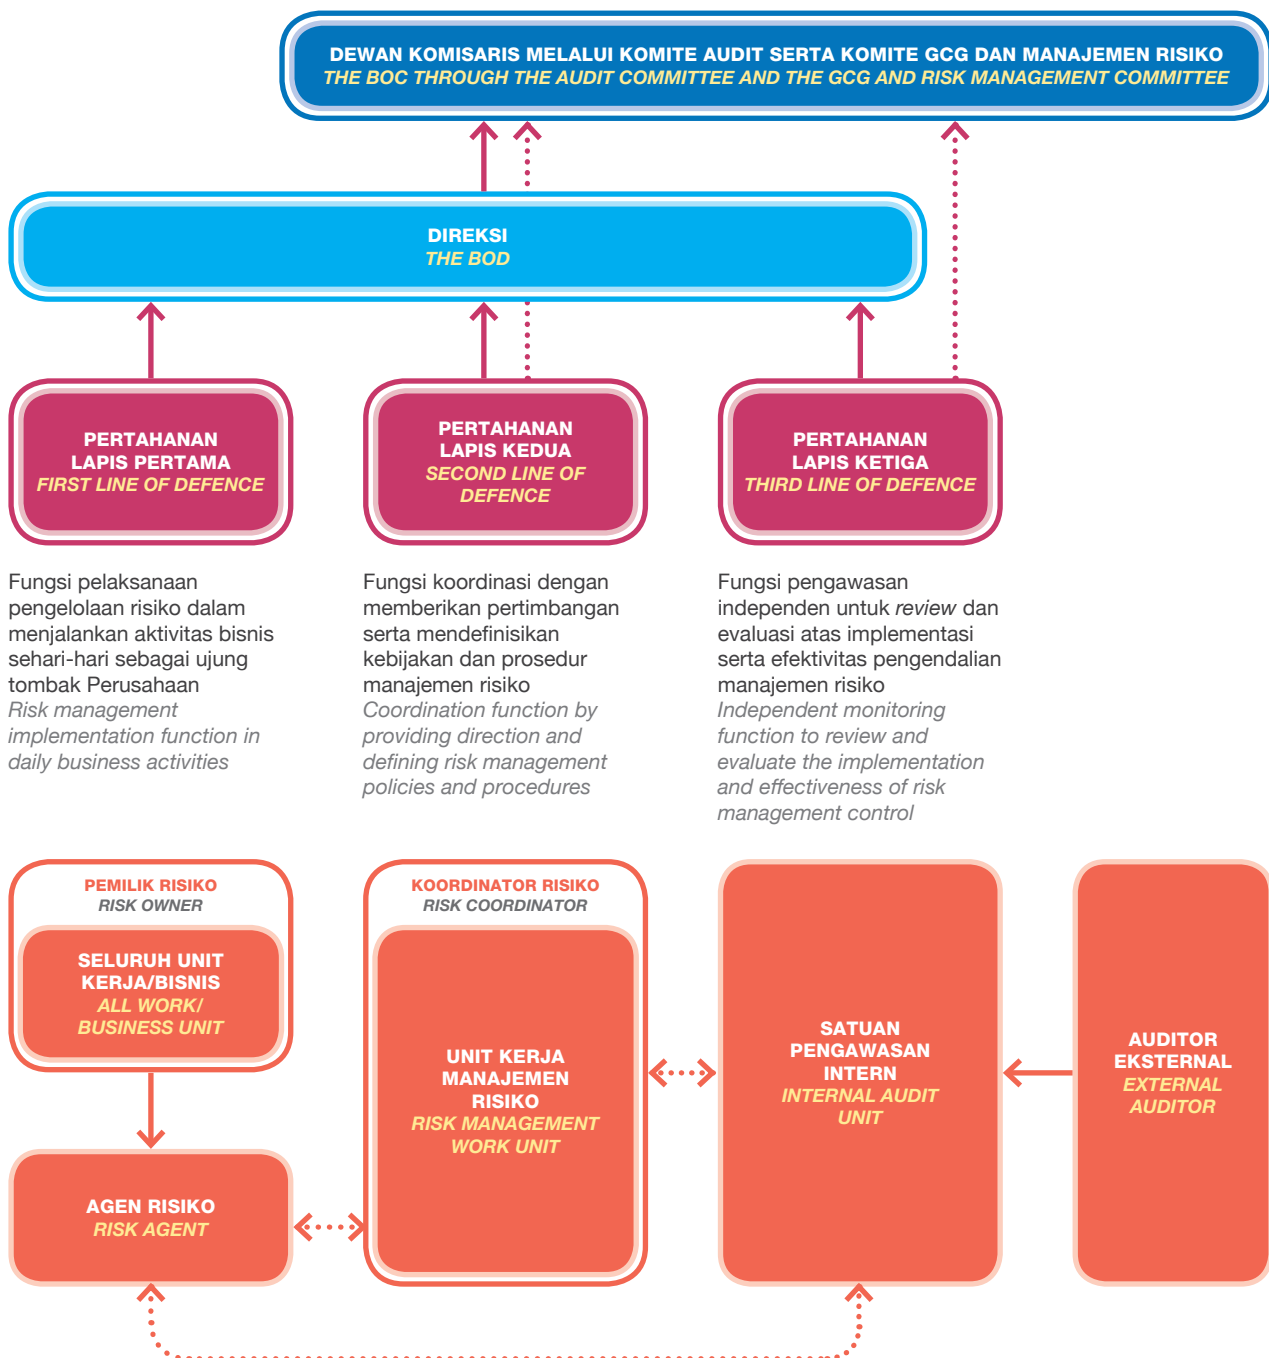 DEWAN KOMISARIS MELALUI KOMITE AUDIT SERTA KOMITE GCG DAN MANAJEMEN RISIKO
THE BOC THROUGH THE AUDIT COMMITTEE AND THE GCG AND RISK MANAGEMENT COMMITTEE
DIREKSI
THE BOD
PERTAHANAN
LAPIS PERTAMA
FIRST LINE OF DEFENCE
PERTAHANAN
LAPIS KEDUA
SECOND LINE OF
DEFENCE
PERTAHANAN
LAPIS KETIGA
THIRD LINE OF DEFENCE
Fungsi pelaksanaan
pengelolaan risiko dalam
menjalankan aktivitas bisnis
sehari-hari sebagai ujung
tombak Perusahaan
Risk management
implementation function in
daily business activities
Fungsi koordinasi dengan
memberikan pertimbangan
serta mendefinisikan
kebijakan dan prosedur
manajemen risiko
Coordination function by
providing direction and
defining risk management
policies and procedures
Fungsi pengawasan
independen untuk review dan
evaluasi atas implementasi
serta efektivitas pengendalian
manajemen risiko
Independent monitoring
function to review and
evaluate the implementation
and effectiveness of risk
management control
PEMILIK RISIKO
RISK OWNER
SELURUH UNIT
KERJA/BISNIS
ALL WORK/
BUSINESS UNIT
AGEN RISIKO
RISK AGENT
KOORDINATOR RISIKO
RISK COORDINATOR
UNIT KERJA
MANAJEMEN
RISIKO
RISK MANAGEMENT
WORK UNIT
SATUAN
PENGAWASAN
INTERN
INTERNAL AUDIT
UNIT
AUDITOR
EKSTERNAL
EXTERNAL
AUDITOR